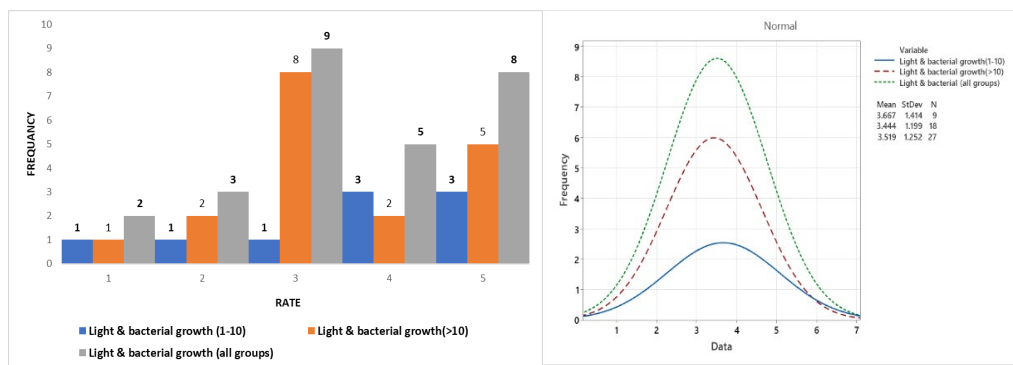 10
9
8
7
6
5
4
3
2
1
0
FREQUANCY
1 1 2
1 2 3
1 8 9
3 2 5
3 5 8
1 2 3 4 5
RATE
Light & bacterial growth (1-10)
Light & bacterial growth(>10)
Light & bacterial growth (all groups)
Normal
9
8
7
6
5
4
3
2
1
0
Frequency
1 2 3 4 5 6 7
Data
Variable
Light & bacterial growth(1-10)
Light & bacterial growth(>10)
Light & bacterial (all groups)
Mean StDev N
3.667 1.414 9
3.444 1.199 18
3.519 1.252 27